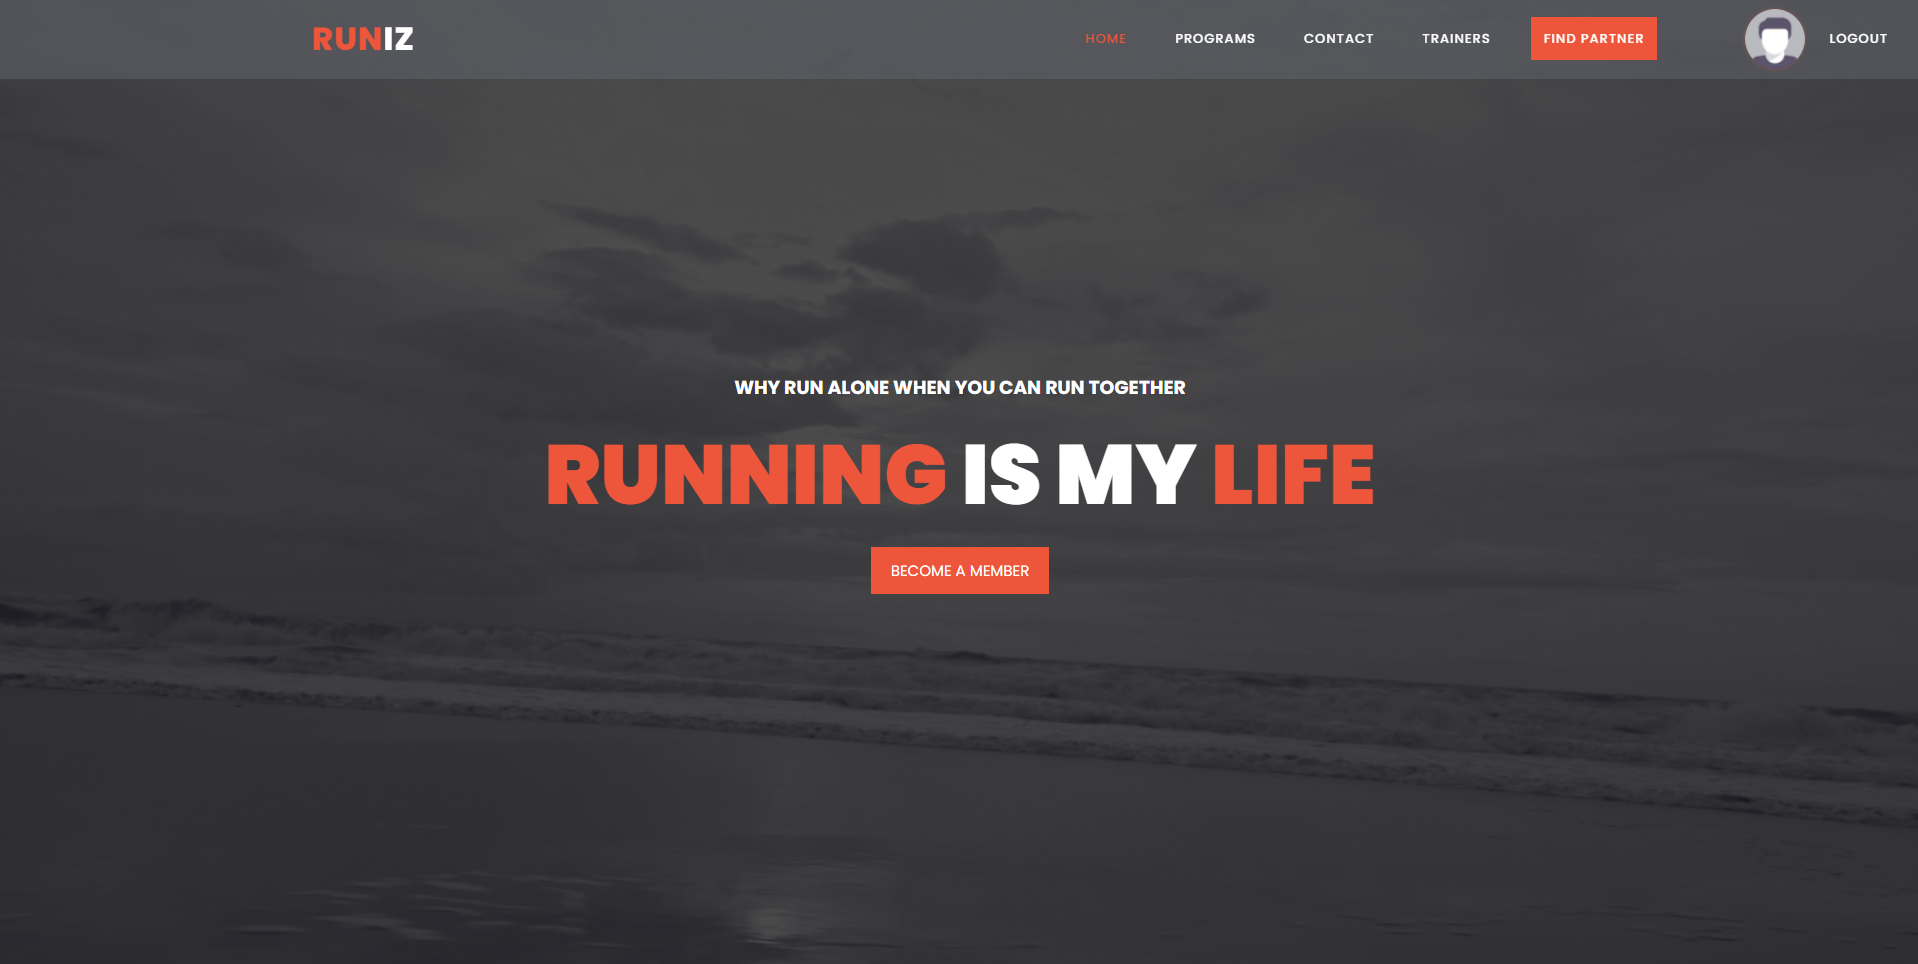 RUNIZ
HOME PROGRAMS CONTACT TRAINERS FIND PARTNER LOGOUT
WHY RUN ALONE WHEN YOU CAN RUN TOGETHER
RUNNING IS MY LIFE
BECOME A MEMBER